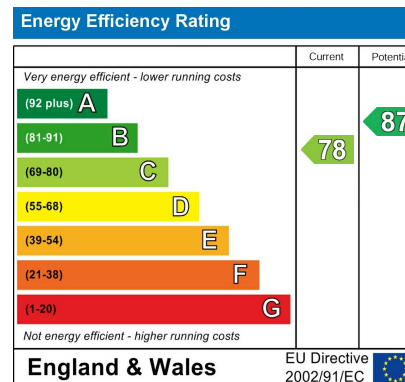 Energy Efficiency Rating
Current Potentia
Very energy efficient - lower running costs
(92 plus) A
(81-91) B
87
78
(69-80) C
(55-68) D
(39-54) E
(21-38) F
(1-20) G
Not energy efficient - higher running costs
England & Wales
EU Directive
2002/91/EC